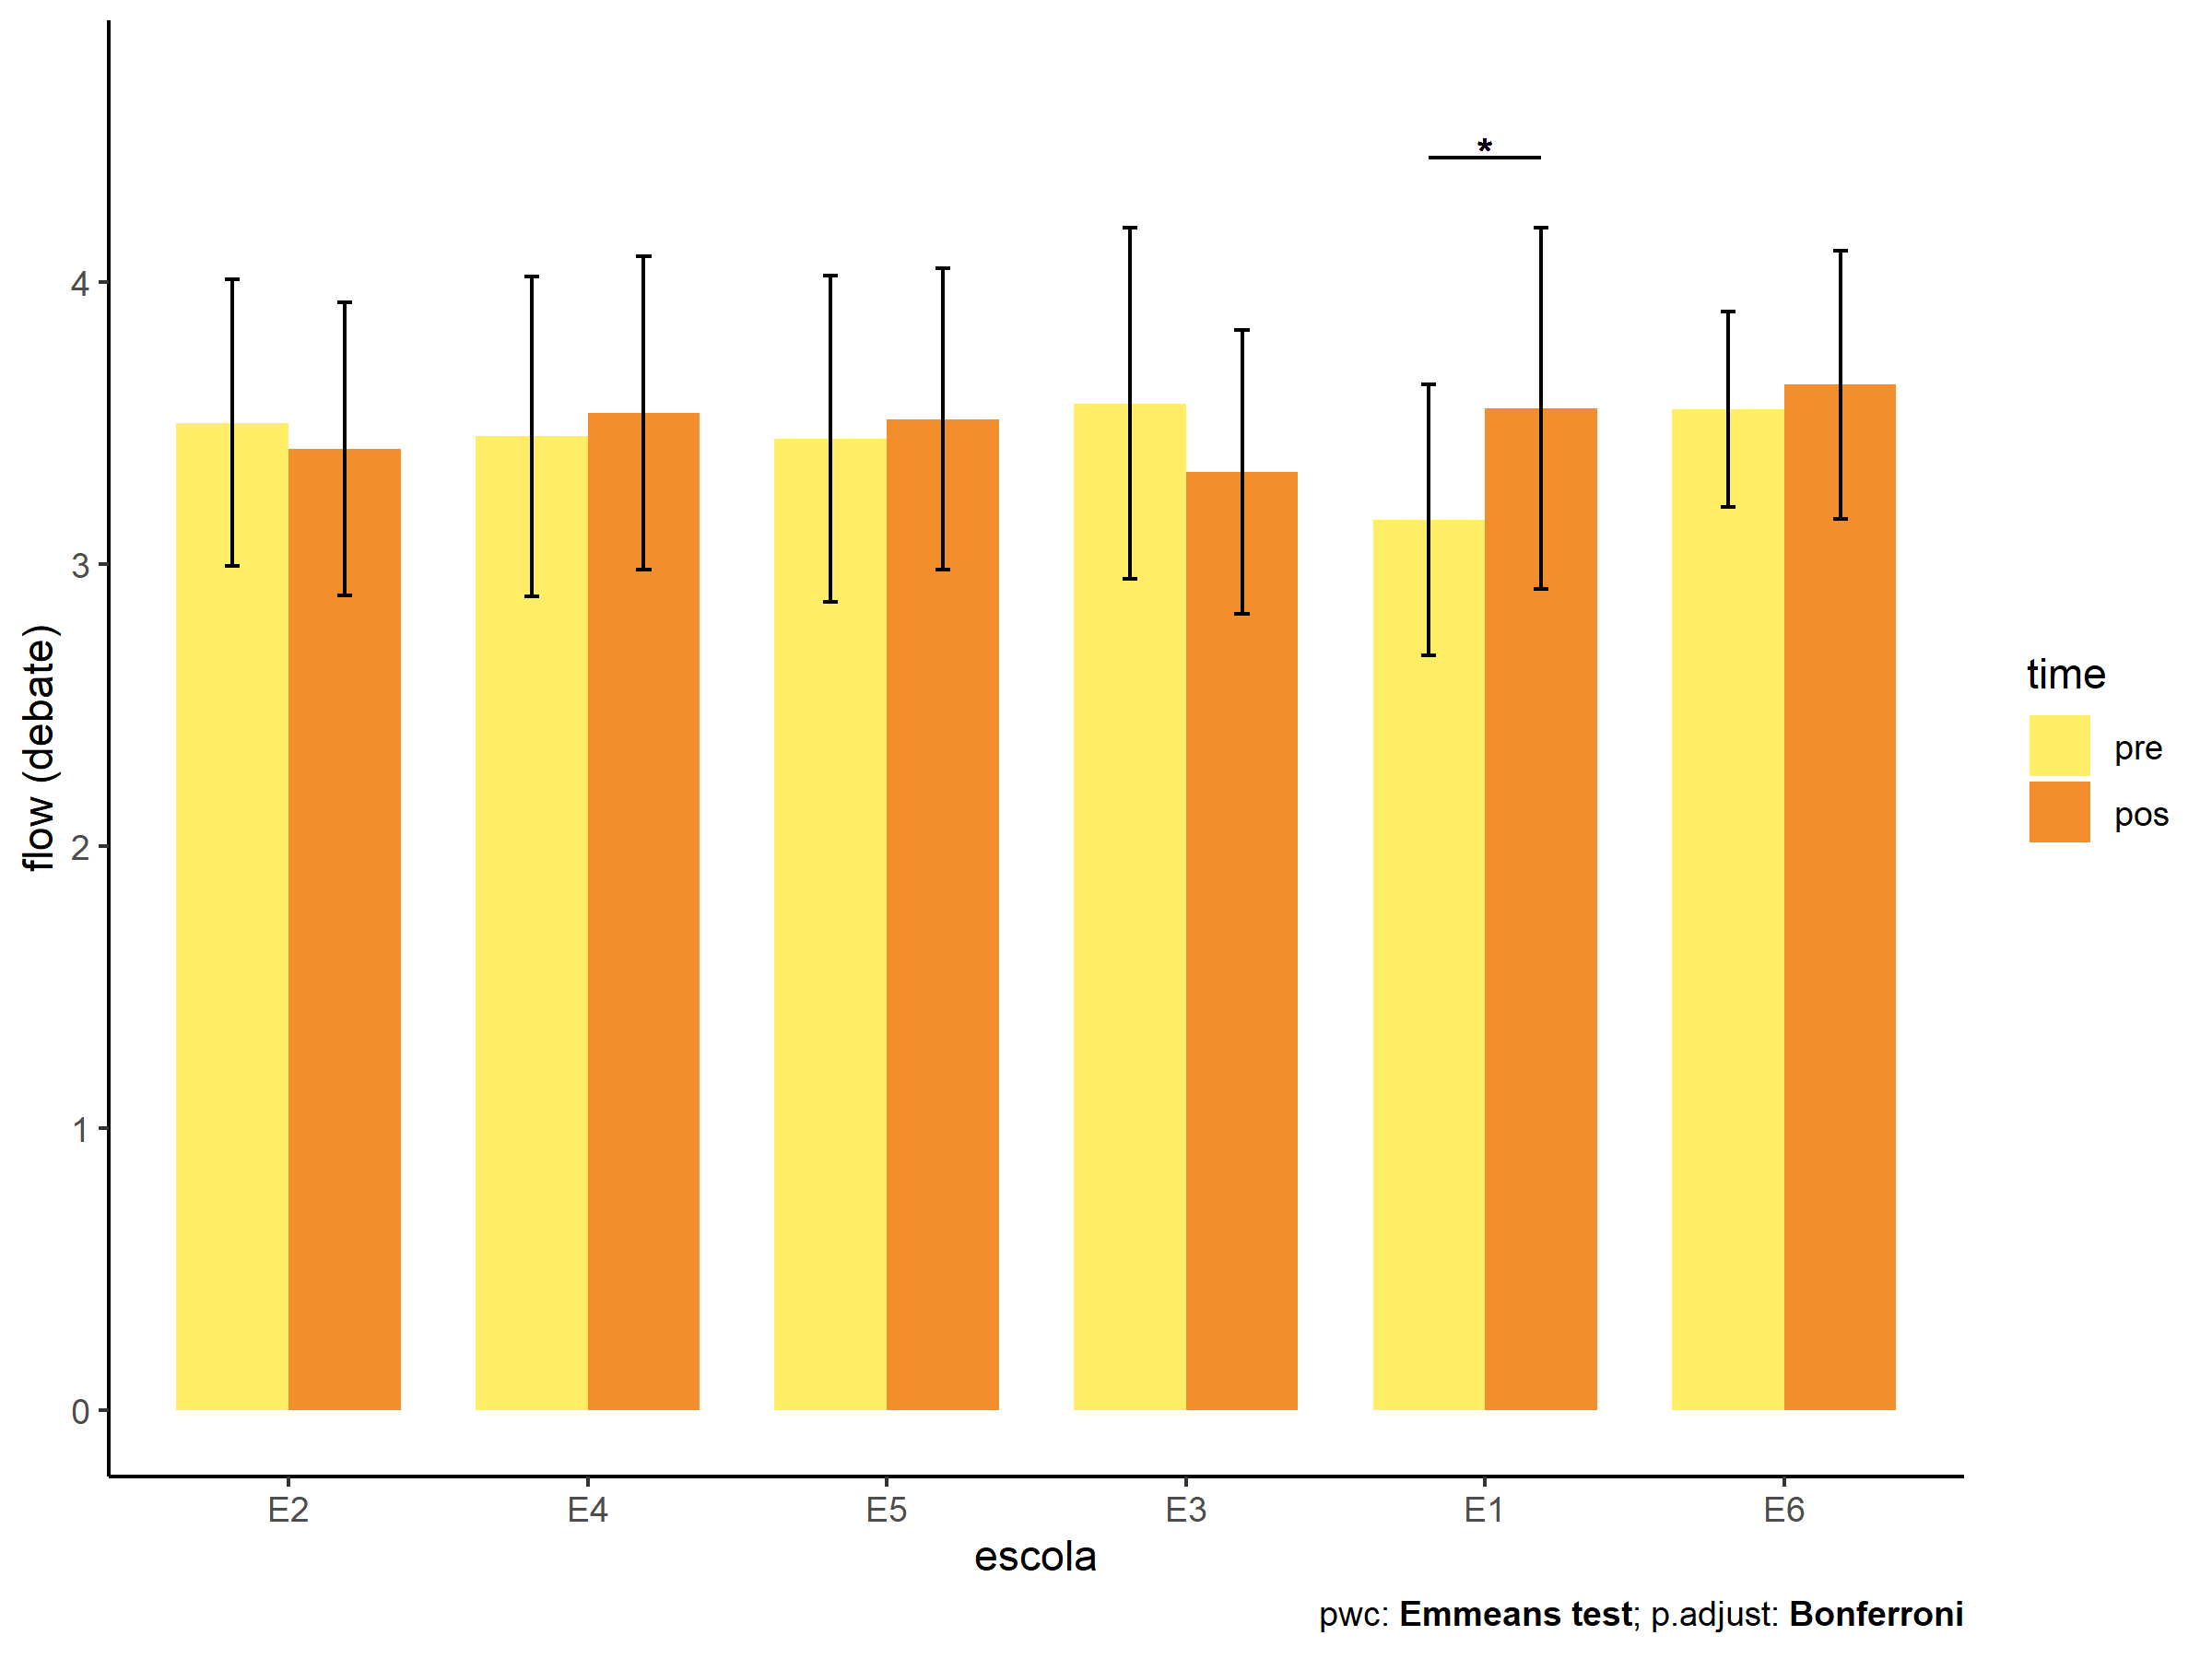 *
4
3
2
1
0
flow (debate)
E2 E4 E5 E3 E1 E6
escola
time
pre
pos
pwc: Emmeans test; p.adjust: Bonferroni